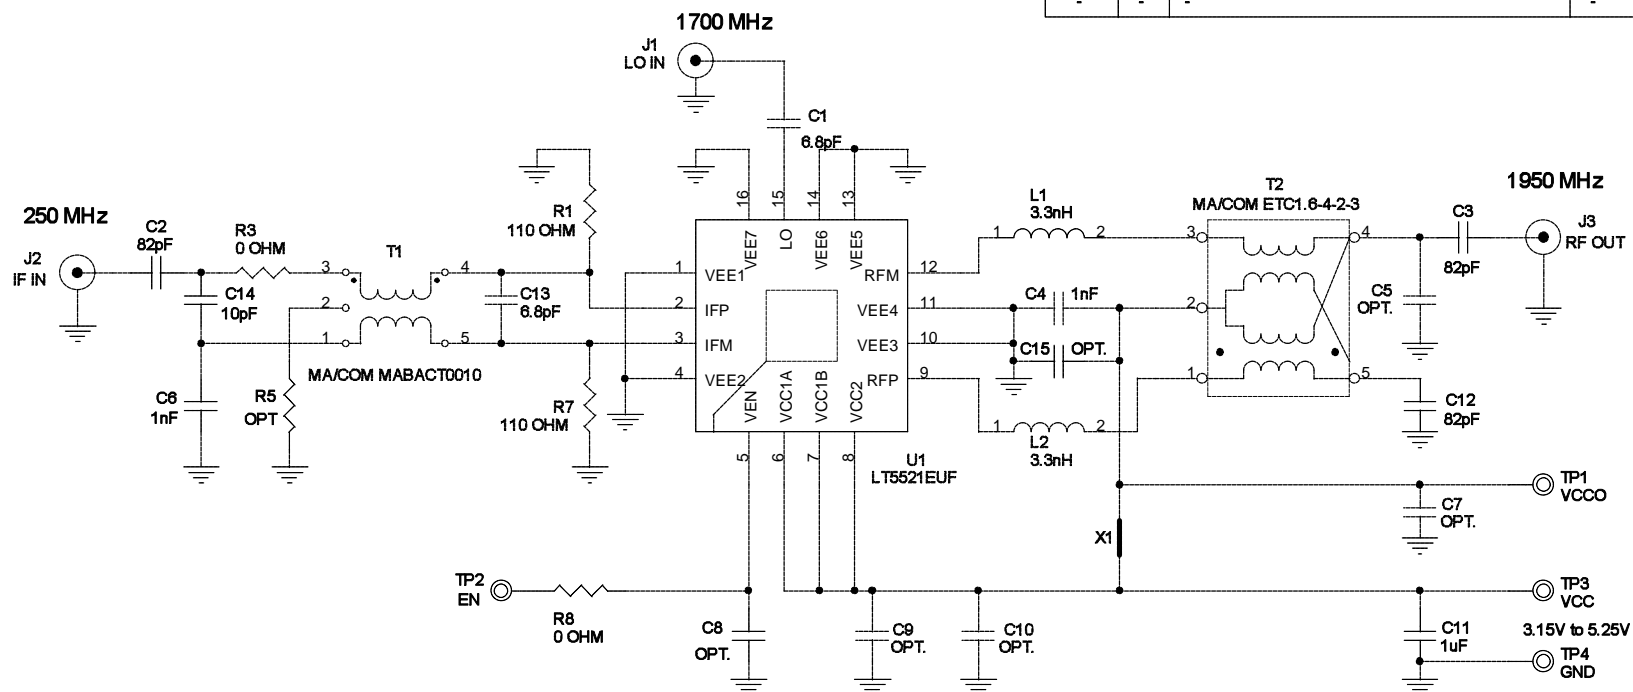 - - - -
1700 MHz
J1
LO IN
C1
6.8pF
250 MHz
J2
IF IN
C2
82pF
R3
0 OHM
C14
10pF
C6
1nF
R5
OPT
3
2
1
T1
4
5
MA/COM MABACT0010
C13
6.8pF
R1
110 OHM
R7
110 OHM
16
15
14
13
VEE7
LO
VEE6
VEE5
1
VEE1
2
IFP
3
IFM
4
VEE2
RFM
12
VEE4
11
VEE3
10
RFP
9
VEN
VCC1A
VCC1B
VCC2
5
6
7
8
U1
LT5521EUF
L1
3.3nH
1
2
C4
1nF
C15
OPT.
1
2
L2
3.3nH
T2
MA/COM ETC1.6-4-2-3
3
2
1
4
5
C3
82pF
1950 MHz
J3
RF OUT
C5
OPT.
C12
82pF
TP1
VCCO
C7
OPT.
X1
TP2
EN
R8
0 OHM
C8
OPT.
C9
OPT.
C10
OPT.
TP3
VCC
C11
1uF
3.15V to 5.25V
TP4
GND